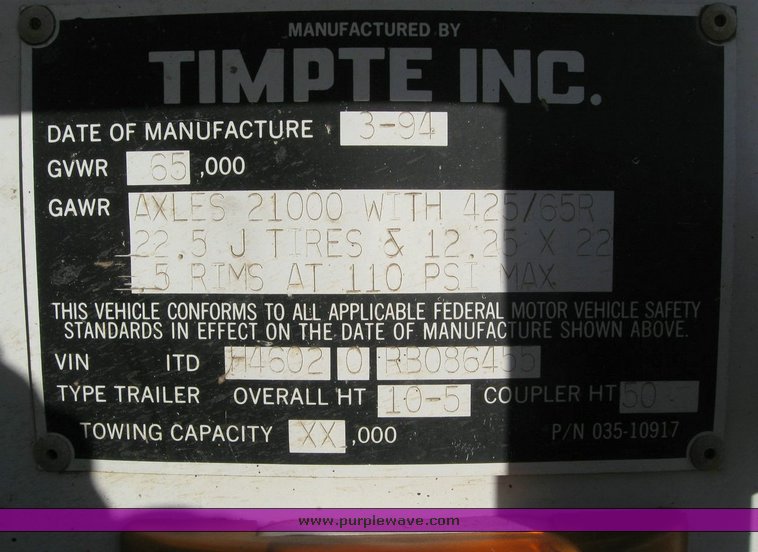 MANUFACTURED BY
TIMPTE INC.
DATE OF MANUFACTURE 3-94
GVWR 65 ,000
GAWR AXLES 21000 WITH 425/65R
22.5 J TIRES & 12.25 X 22
.5 RIMS AT 110 PSI MAX
THIS VEHICLE CONFORMS TO ALL APPLICABLE FEDERAL MOTOR VEHICLE SAFETY
STANDARDS IN EFFECT ON THE DATE OF MANUFACTURE SHOWN ABOVE.
VIN ITD H4602 0 RB086455
TYPE TRAILER OVERALL HT 10-5 COUPLER HT 50
TOWING CAPACITY XX ,000 P/N 035-10917
www.purplewave.com